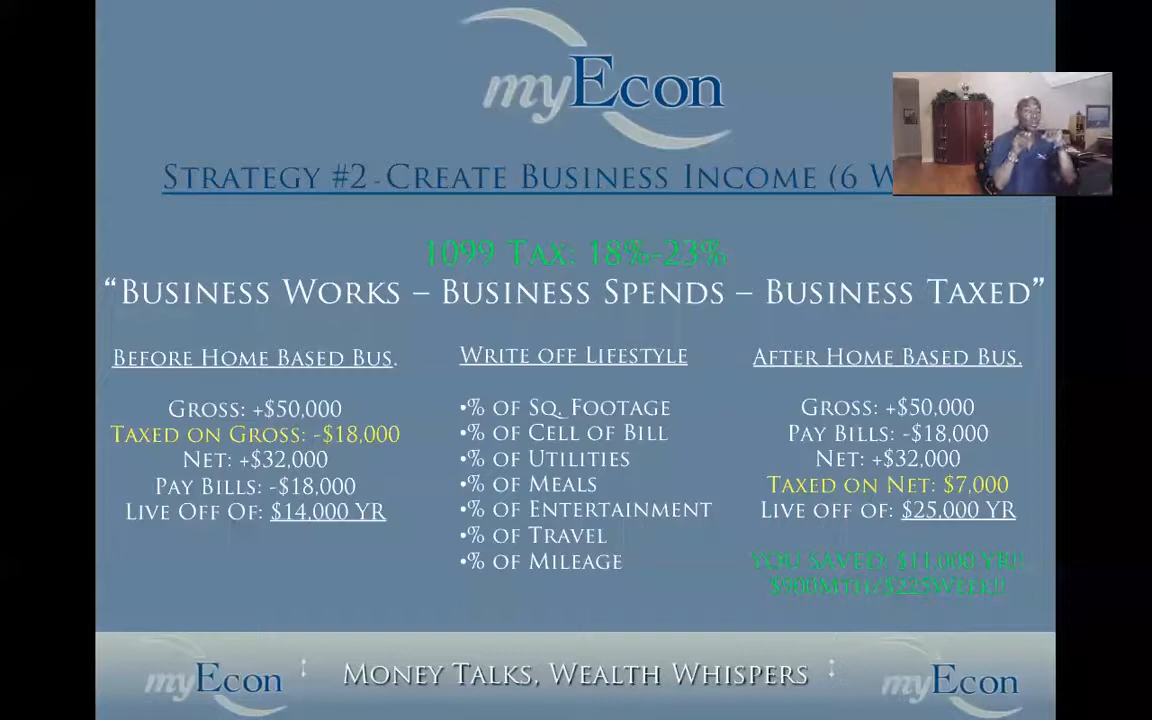 myEcon
STRATEGY #2 - CREATE BUSINESS INCOME (6 W
1099 TAX: 18%-23%
“BUSINESS WORKS – BUSINESS SPENDS – BUSINESS TAXED”
BEFORE HOME BASED BUS.
GROSS: +$50,000
TAXED ON GROSS: -$18,000
NET: +$32,000
PAY BILLS: -$18,000
LIVE OFF OF: $14,000 YR
WRITE OFF LIFESTYLE
•% OF SQ. FOOTAGE
•% OF CELL OF BILL
•% OF UTILITIES
•% OF MEALS
•% OF ENTERTAINMENT
•% OF TRAVEL
•% OF MILEAGE
AFTER HOME BASED BUS.
GROSS: +$50,000
PAY BILLS: -$18,000
NET: +$32,000
TAXED ON NET: $7,000
LIVE OFF OF: $25,000 YR
YOU SAVED: $11,000 YR!!
$900MTH/$225WEEK!!
myEcon
MONEY TALKS, WEALTH WHISPERS
myEcon